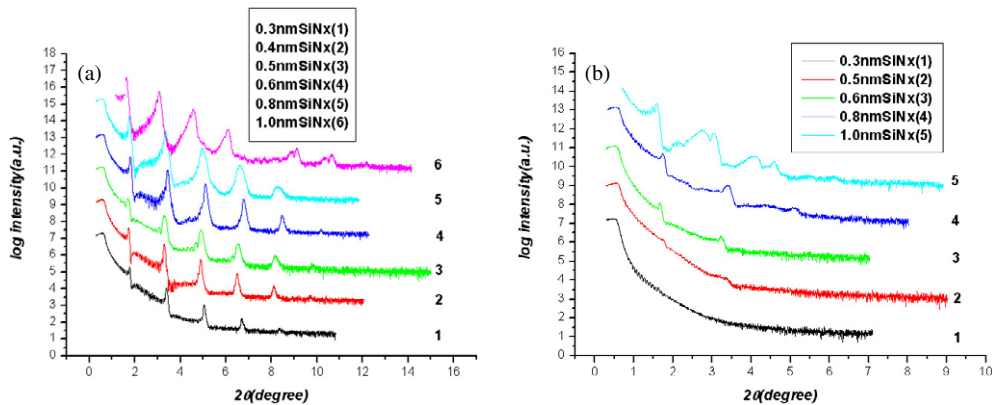 (a)
0.3nmSiNx(1)
0.4nmSiNx(2)
0.5nmSiNx(3)
0.6nmSiNx(4)
0.8nmSiNx(5)
1.0nmSiNx(6)
18
17
16
15
14
13
12
11
10
9
8
7
6
5
4
3
2
1
0
log intensity(a.u.)
6
5
4
3
2
1
0 2 4 6 8 10 12 14 16
2θ(degree)
(b)
0.3nmSINx(1)
0.5nmSiNx(2)
0.6nmSiNx(3)
0.8nmSiNx(4)
1.0nmSiNx(5)
16
15
14
13
12
11
10
9
8
7
6
5
4
3
2
1
0
log intensity(a.u.)
5
4
3
2
1
0 1 2 3 4 5 6 7 8 9 10
2θ(degree)